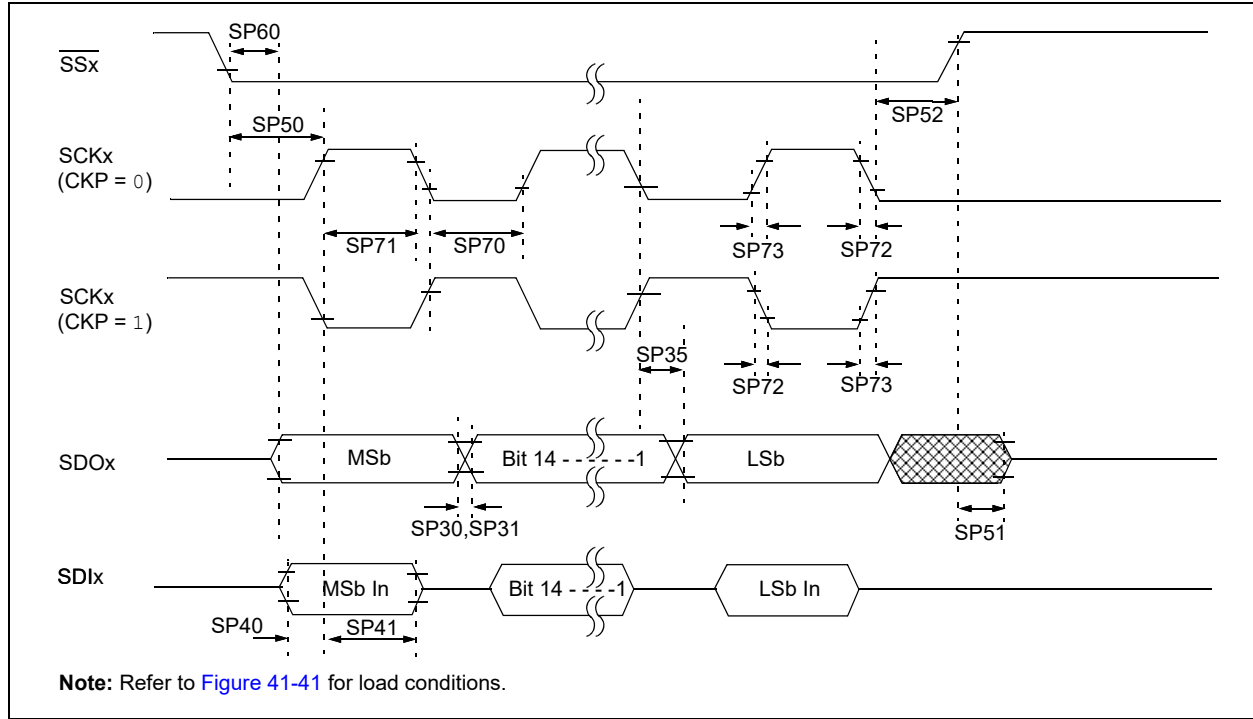 SP60
SSx
SP52
SP50
SCKx
(CKP = 0)
SP71
SP70
SP73
SP72
SCKx
(CKP = 1)
SP35
SP72
SP73
SDOx
MSb
Bit 14 - - - - - -1
LSb
SP30,SP31
SP51
SDIx
MSb In
Bit 14 - - - -1
LSb In
SP40
SP41
Note: Refer to Figure 41-41 for load conditions.